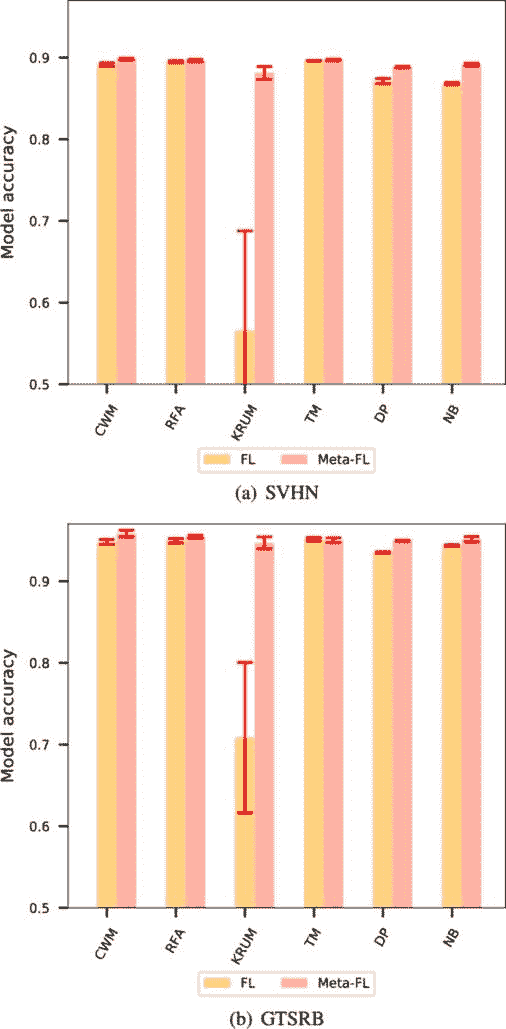 Model accuracy
0.9
0.8
0.7
0.6
0.5
CWM
RFA
KRUM
TM
DP
NB
FL Meta-FL
(a) SVHN
Model accuracy
0.9
0.8
0.7
0.6
0.5
CWM
RFA
KRUM
TM
DP
NB
FL Meta-FL
(b) GTSRB